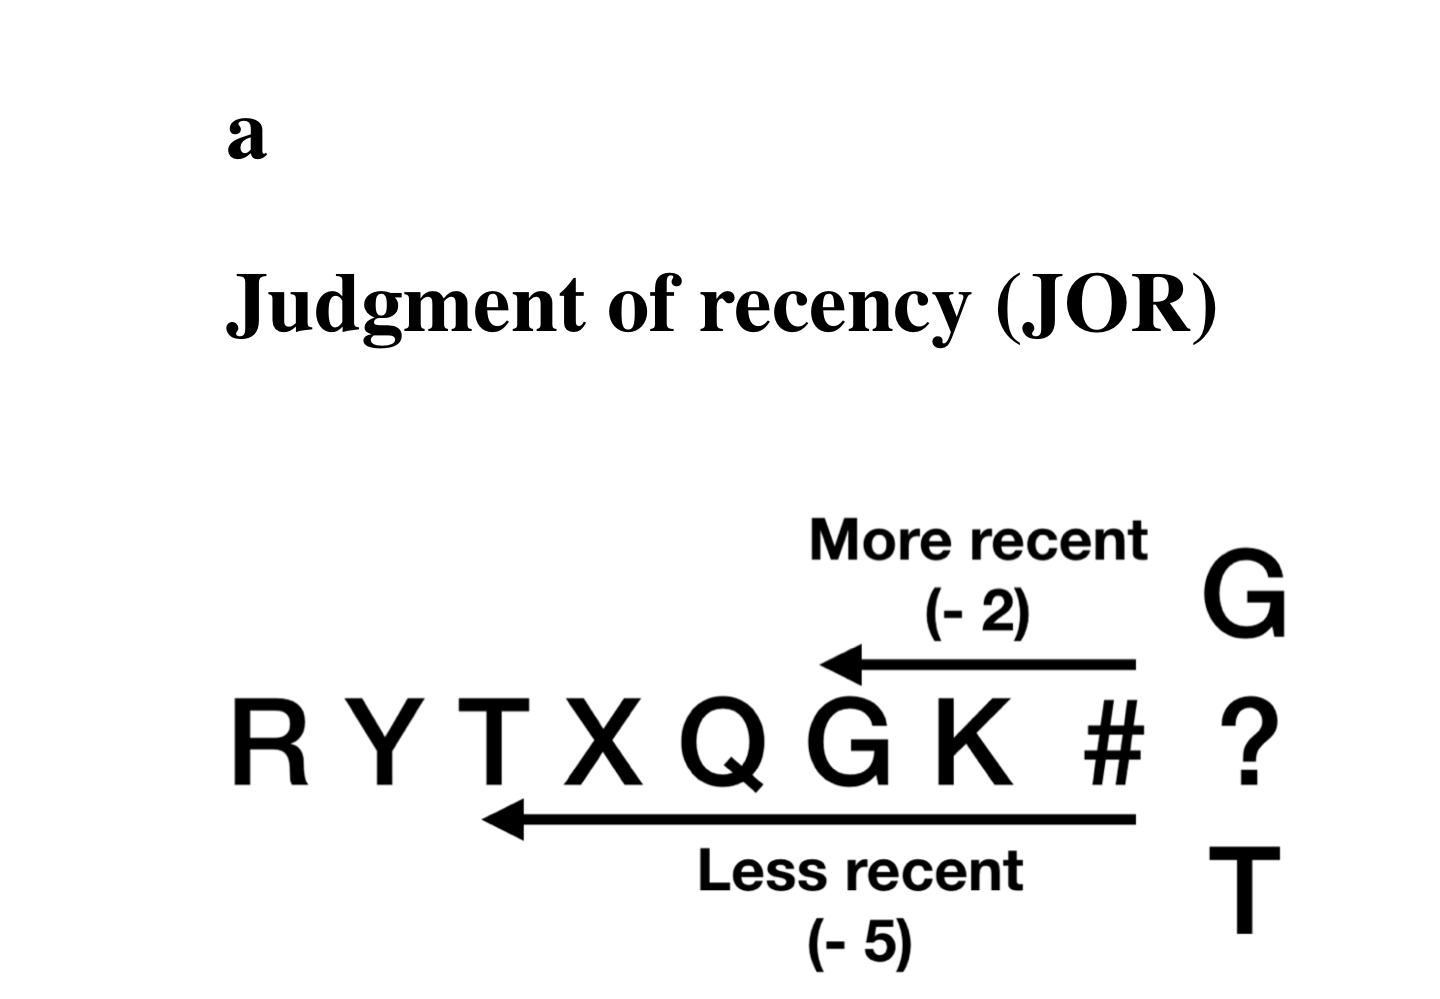 a
Judgment of recency (JOR)
More recent
(- 2)
G
R Y T X Q G K # ?
Less recent
(- 5)
T